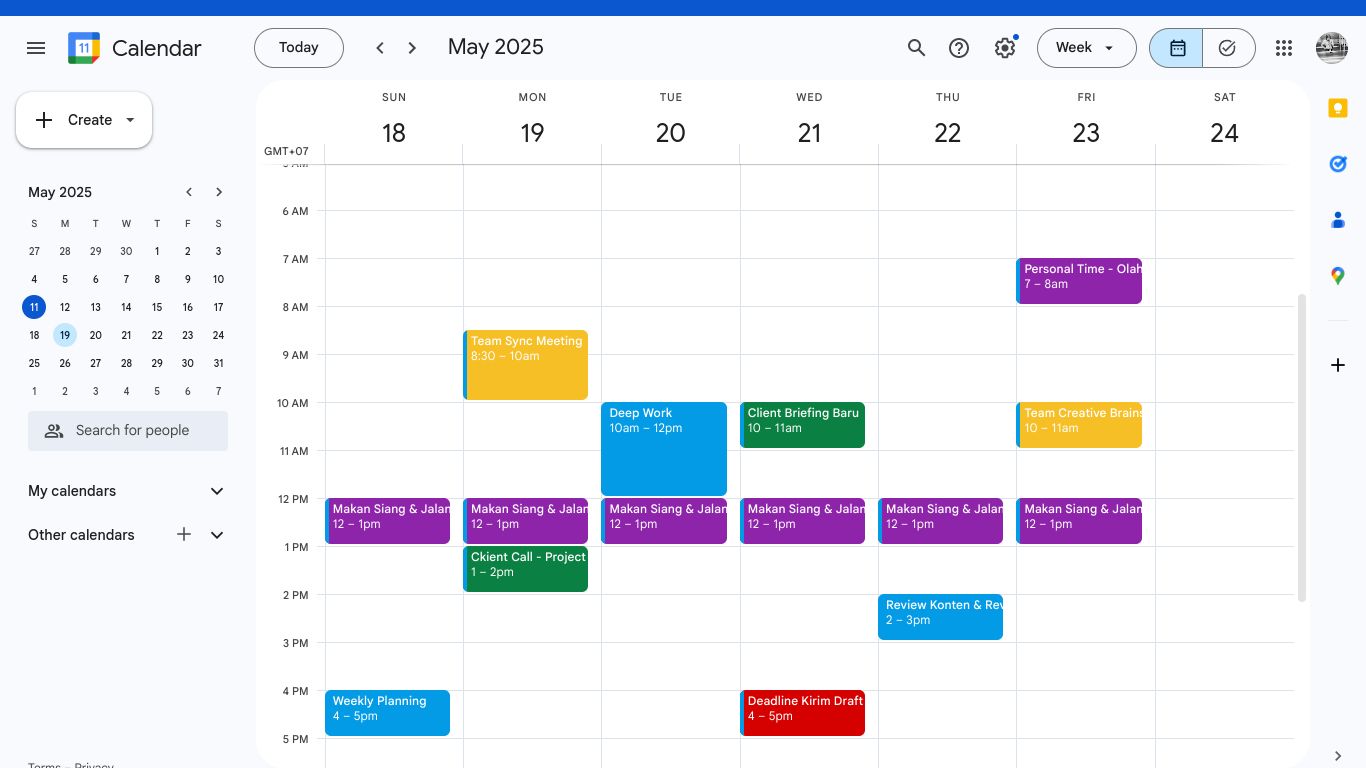 11
Calendar
Today
May 2025
Week
Create
May 2025
S M T W T F S
27 28 29 30 1 2 3
4 5 6 7 8 9 10
11 12 13 14 15 16 17
18 19 20 21 22 23 24
25 26 27 28 29 30 31
1 2 3 4 5 6 7
Search for people
My calendars
Other calendars
Terms – Privacy
SUN MON TUE WED THU FRI SAT
18 19 20 21 22 23 24
GMT+07
6 AM
7 AM
Personal Time - Olah
7 – 8am
8 AM
Team Sync Meeting
8:30 – 10am
9 AM
10 AM
Deep Work
10am – 12pm
Client Briefing Baru
10 – 11am
Team Creative Brains
10 – 11am
11 AM
12 PM
Makan Siang & Jalan
12 – 1pm
Makan Siang & Jalan
12 – 1pm
Makan Siang & Jalan
12 – 1pm
Makan Siang & Jalan
12 – 1pm
Makan Siang & Jalan
12 – 1pm
Makan Siang & Jalan
12 – 1pm
1 PM
Ckient Call - Project
1 – 2pm
2 PM
Review Konten & Rev
2 – 3pm
3 PM
4 PM
Weekly Planning
4 – 5pm
Deadline Kirim Draft
4 – 5pm
5 PM